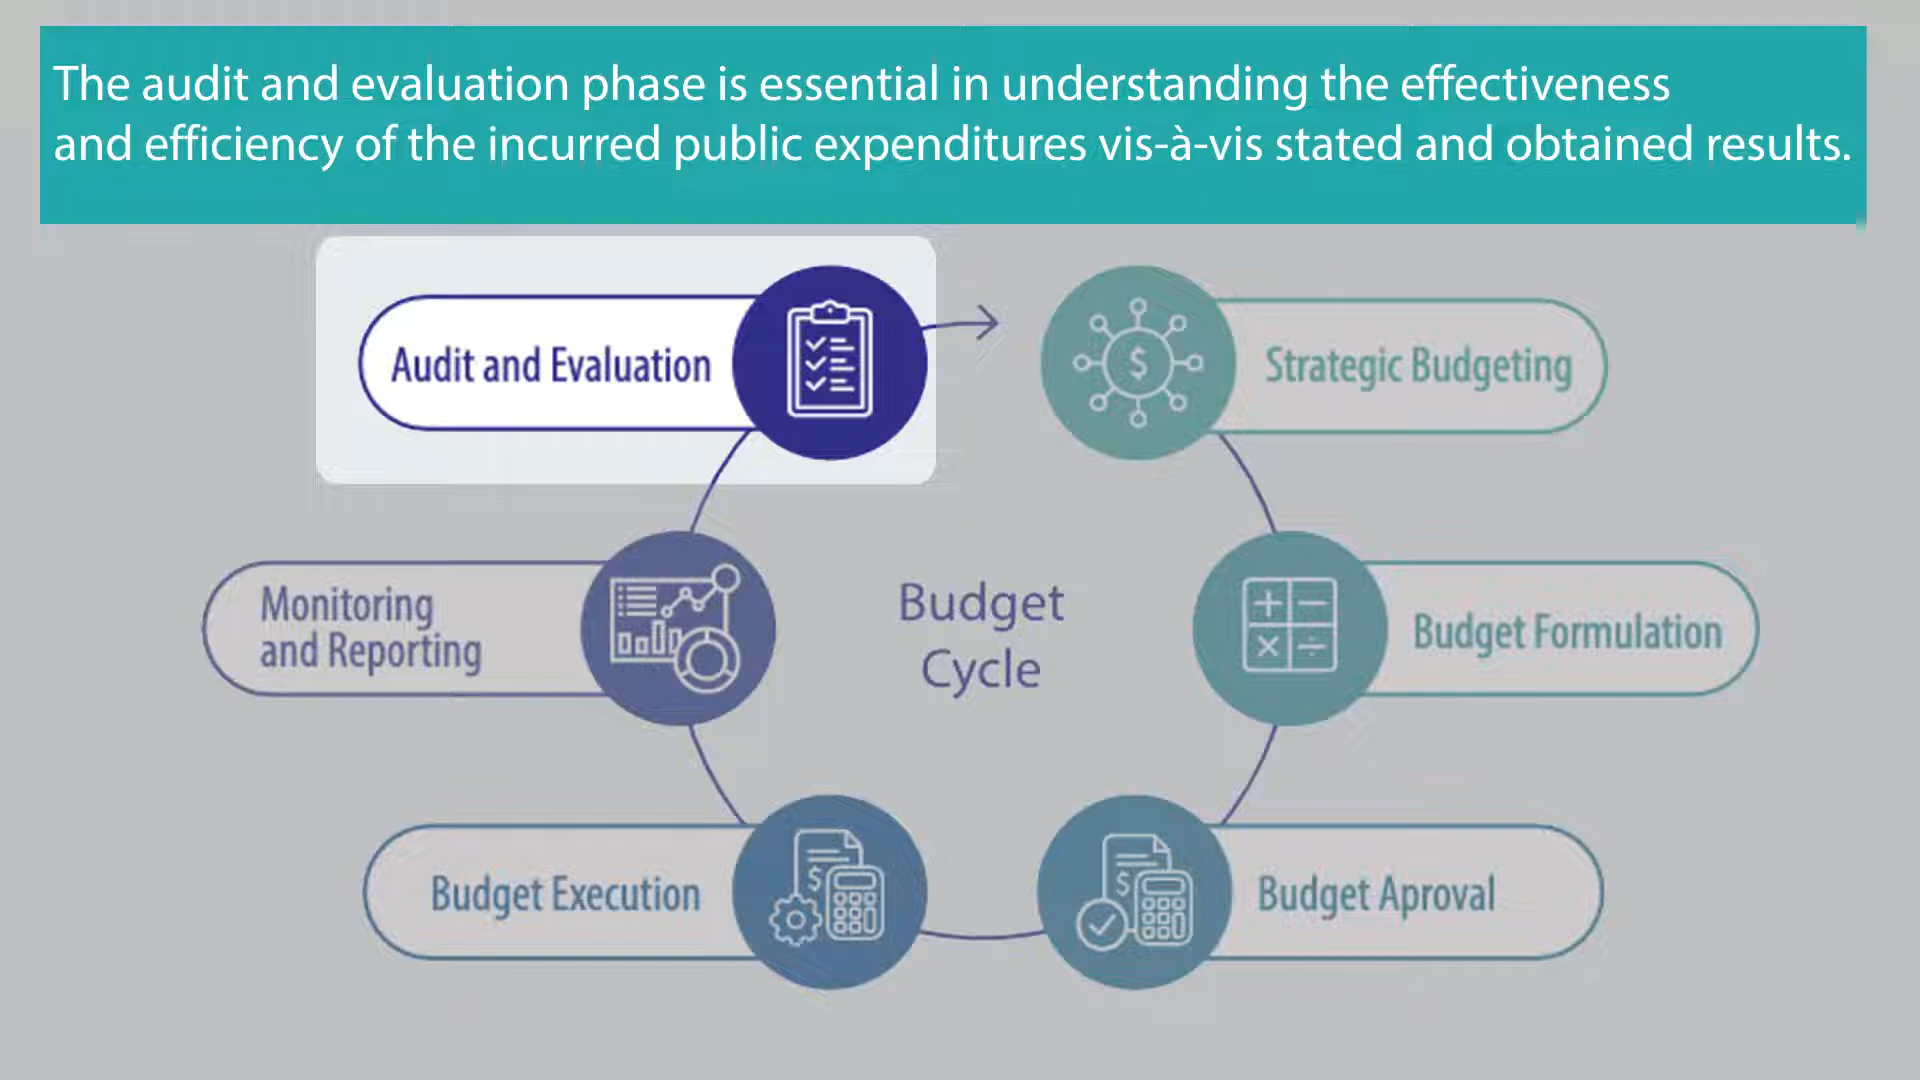 The audit and evaluation phase is essential in understanding the effectiveness
and efficiency of the incurred public expenditures vis-à-vis stated and obtained results.
Audit and Evaluation
$
Strategic Budgeting
Monitoring
and Reporting
Budget
Cycle
+ −
× ÷
Budget Formulation
Budget Execution
$
$
Budget Aproval